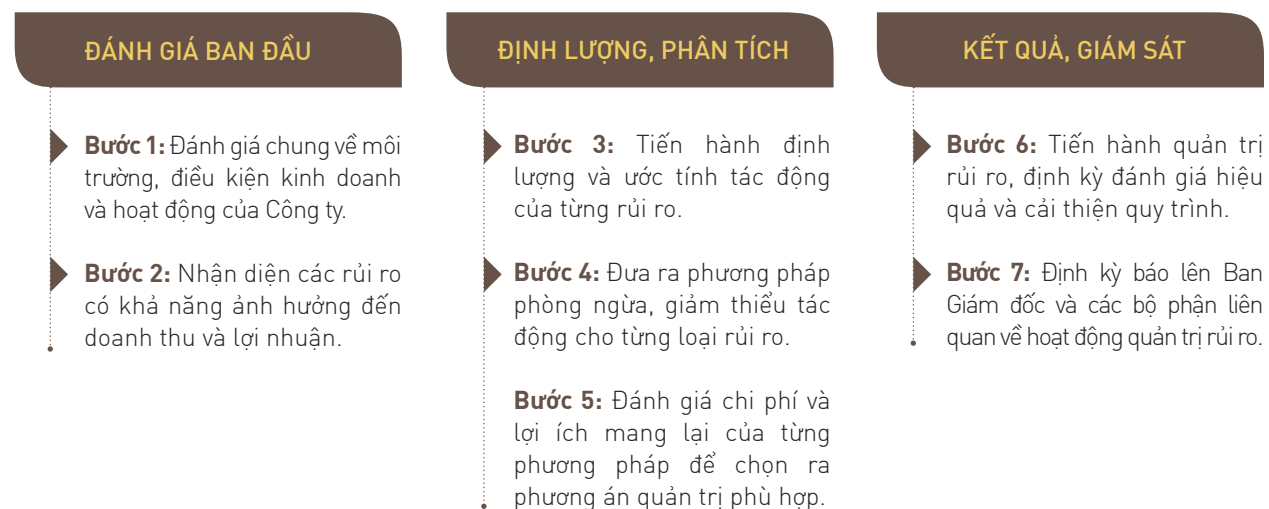 ĐÁNH GIÁ BAN ĐẦU
Bước 1: Đánh giá chung về môi
trường, điều kiện kinh doanh
và hoạt động của Công ty.
Bước 2: Nhận diện các rủi ro
có khả năng ảnh hưởng đến
doanh thu và lợi nhuận.
ĐỊNH LƯỢNG, PHÂN TÍCH
Bước 3: Tiến hành định
lượng và ước tính tác động
của từng rủi ro.
Bước 4: Đưa ra phương pháp
phòng ngừa, giảm thiểu tác
động cho từng loại rủi ro.
Bước 5: Đánh giá chi phí và
lợi ích mang lại của từng
phương pháp để chọn ra
phương án quản trị phù hợp.
KẾT QUẢ, GIÁM SÁT
Bước 6: Tiến hành quản trị
rủi ro, định kỳ đánh giá hiệu
quả và cải thiện quy trình.
Bước 7: Định kỳ báo lên Ban
Giám đốc và các bộ phận liên
quan về hoạt động quản trị rủi ro.